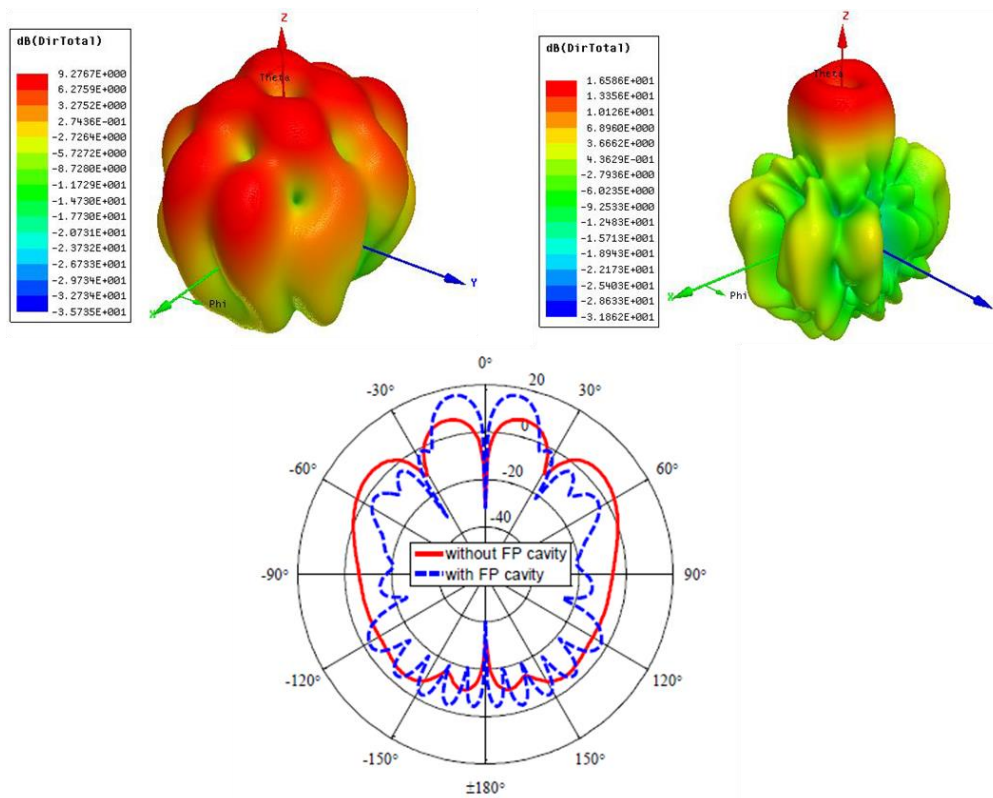 dB(DirTotal)
9.2767E+000
6.2759E+000
3.2752E+000
2.7436E-001
-2.7264E+000
-5.7272E+000
-8.7280E+000
-1.1729E+001
-1.4730E+001
-1.7730E+001
-2.0731E+001
-2.3732E+001
-2.6733E+001
-2.9734E+001
-3.2734E+001
-3.5735E+001
Z
Theta
X
Phi
Y
dB(DirTotal)
1.6586E+001
1.3356E+001
1.0126E+001
6.8960E+000
3.6662E+000
4.3629E-001
-2.7936E+000
-6.0235E+000
-9.2533E+000
-1.2483E+001
-1.5713E+001
-1.8943E+001
-2.2173E+001
-2.5403E+001
-2.8633E+001
-3.1862E+001
Z
Theta
X
Phi
0°
-30°
20
30°
0
-60°
-20
60°
-40
without FP cavity
with FP cavity
-90°
90°
-120°
120°
-150°
150°
±180°